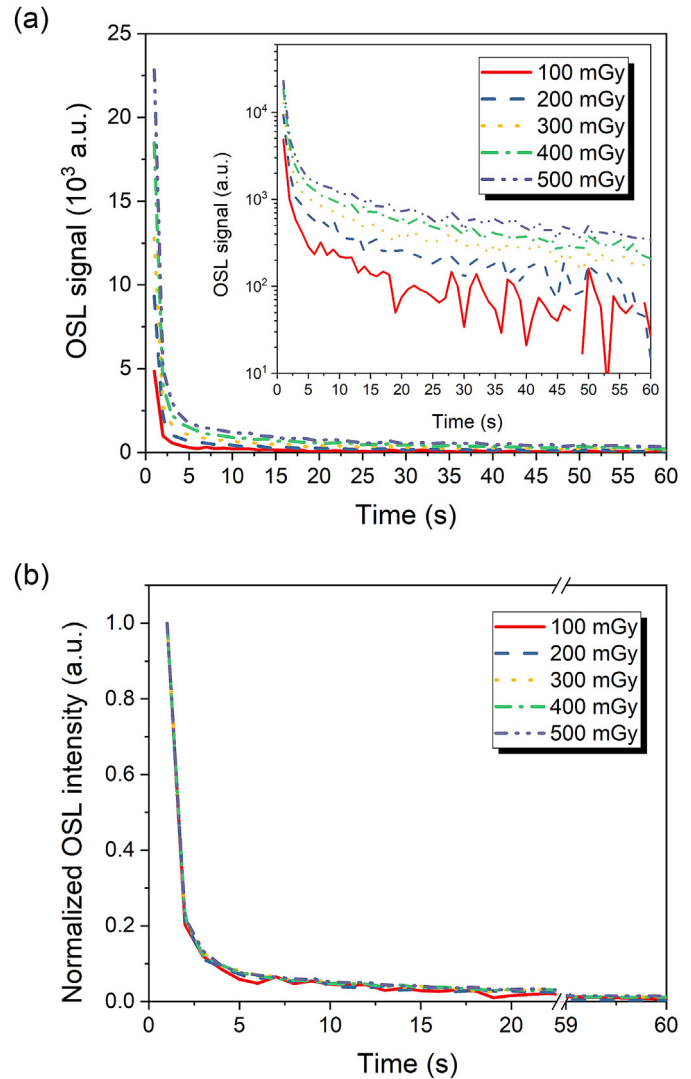 (a)
25
20
15
10
5
0
OSL signal (10³ a.u.)
0 5 10 15 20 25 30 35 40 45 50 55 60
Time (s)
10⁴
10³
10²
10¹
OSL signal (a.u.)
0 5 10 15 20 25 30 35 40 45 50 55 60
Time (s)
100 mGy
200 mGy
300 mGy
400 mGy
500 mGy
(b)
1.0
0.8
0.6
0.4
0.2
0.0
Normalized OSL intensity (a.u.)
0 5 10 15 20 59 60
Time (s)
100 mGy
200 mGy
300 mGy
400 mGy
500 mGy